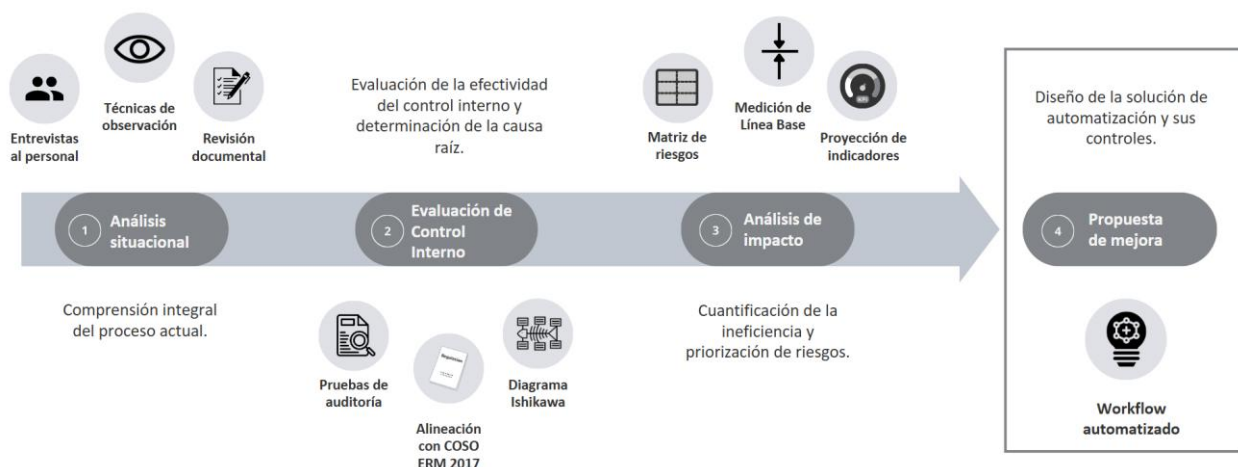 Entrevistas
al personal
Técnicas de
observación
Revisión
documental
1
Análisis
situacional
Comprensión integral
del proceso actual.
Evaluación de la efectividad
del control interno y
determinación de la causa
raíz.
2
Evaluación de
Control
Interno
Pruebas de
auditoría
Alineación
con COSO
ERM 2017
Diagrama
Ishikawa
Matriz de
riesgos
Medición de
Línea Base
Proyección de
indicadores
3
Análisis de
impacto
Cuantificación de la
ineficiencia y
priorización de riesgos.
Diseño de la solución de
automatización y sus
controles.
4
Propuesta
de mejora
Workflow
automatizado